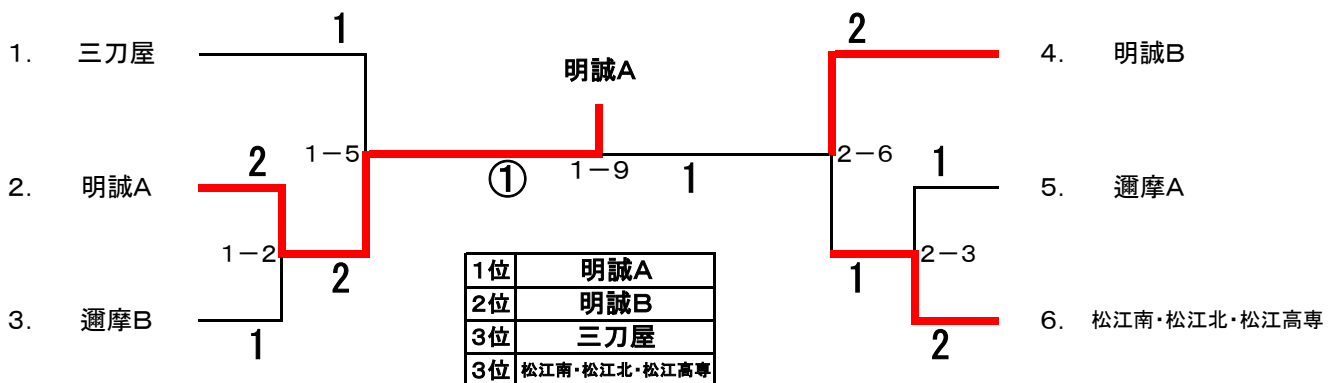 1
2
1. 三刀屋
明誠A
4. 明誠B
1－5
2－6
2
①
1－9
1
1
2. 明誠A
5. 邇摩A
1－2
2－3
2
1
1位 明誠A
2位 明誠B
3位 三刀屋
3位 松江南・松江北・松江高専
3. 邇摩B
1
6. 松江南・松江北・松江高専
2